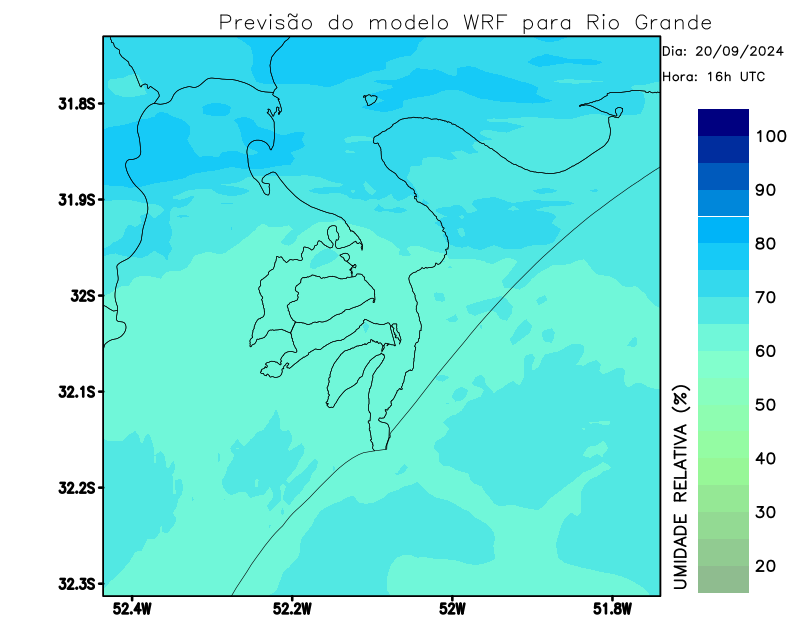 Previsão do modelo WRF para Rio Grande
Dia: 20/09/2024
Hora: 16h UTC
31.8S
31.9S
32S
32.1S
32.2S
32.3S
52.4W
52.2W
52W
51.8W
100
90
80
70
60
50
40
30
20
UMIDADE RELATIVA (%)